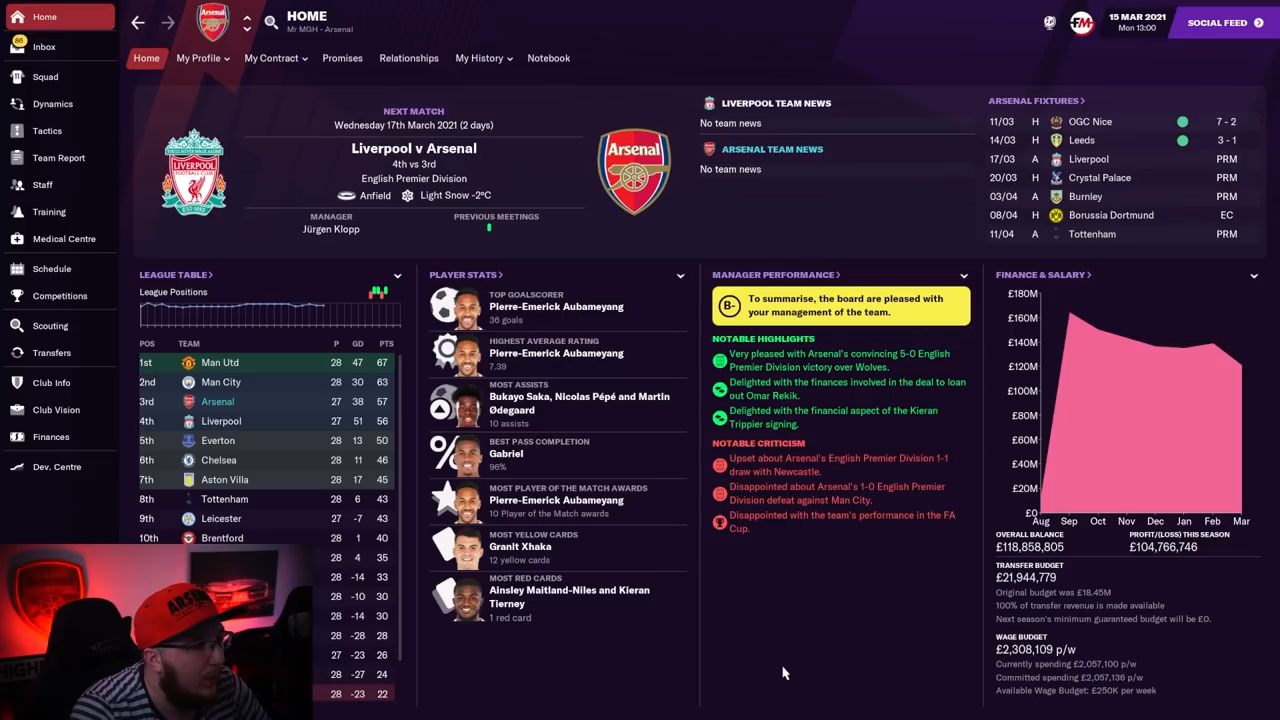 Home
86
Inbox
Squad
Dynamics
Tactics
Team Report
Staff
Training
Medical Centre
Schedule
Competitions
Scouting
Transfers
Club Info
Club Vision
Finances
Dev. Centre
Arsenal
HOME
Mr MGH - Arsenal
FM
15 MAR 2021
Mon 13:00
SOCIAL FEED
Home
My Profile
My Contract
Promises
Relationships
My History
Notebook
NEXT MATCH
Wednesday 17th March 2021 (2 days)
Liverpool v Arsenal
4th vs 3rd
English Premier Division
Anfield Light Snow -2°C
MANAGER
Jürgen Klopp
PREVIOUS MEETINGS
Arsenal
LIVERPOOL TEAM NEWS
No team news
ARSENAL TEAM NEWS
No team news
ARSENAL FIXTURES >
11/03 H OGC Nice 7 - 2
14/03 H Leeds 3 - 1
17/03 A Liverpool PRM
20/03 H Crystal Palace PRM
03/04 A Burnley PRM
08/04 H Borussia Dortmund EC
11/04 A Tottenham PRM
LEAGUE TABLE >
League Positions
POS TEAM P GD PTS
1st Man Utd 28 47 67
2nd Man City 28 30 63
3rd Arsenal 27 38 57
4th Liverpool 27 51 56
5th Everton 28 13 50
6th Chelsea 28 11 46
7th Aston Villa 28 17 45
8th Tottenham 28 6 43
9th Leicester 27 -7 43
10th Brentford 28 1 40
28 4 35
28 -14 33
28 -10 30
28 -14 30
28 -28 28
27 -23 26
28 -27 24
28 -23 22
PLAYER STATS >
TOP GOALSCORER
Pierre-Emerick Aubameyang
36 goals
HIGHEST AVERAGE RATING
Pierre-Emerick Aubameyang
7.39
MOST ASSISTS
Bukayo Saka, Nicolas Pépé and Martin
Ødegaard
10 assists
BEST PASS COMPLETION
Gabriel
96%
MOST PLAYER OF THE MATCH AWARDS
Pierre-Emerick Aubameyang
10 Player of the Match awards
MOST YELLOW CARDS
Granit Xhaka
12 yellow cards
MOST RED CARDS
Ainsley Maitland-Niles and Kieran
Tierney
1 red card
MANAGER PERFORMANCE >
B-
To summarise, the board are pleased with
your management of the team.
NOTABLE HIGHLIGHTS
Very pleased with Arsenal's convincing 5-0 English
Premier Division victory over Wolves.
Delighted with the finances involved in the deal to loan
out Omar Rekik.
Delighted with the financial aspect of the Kieran
Trippier signing.
NOTABLE CRITICISM
Upset about Arsenal's English Premier Division 1-1
draw with Newcastle.
Disappointed about Arsenal's 1-0 English Premier
Division defeat against Man City.
Disappointed with the team's performance in the FA
Cup.
FINANCE & SALARY >
£180M
£160M
£140M
£120M
£100M
£80M
£60M
£40M
£20M
£0
Aug Sep Oct Nov Dec Jan Feb Mar
OVERALL BALANCE
£118,858,805
PROFIT/(LOSS) THIS SEASON
£104,766,746
TRANSFER BUDGET
£21,944,779
Original budget was £18.45M
100% of transfer revenue is made available
Next season's minimum guaranteed budget will be £0.
WAGE BUDGET
£2,308,109 p/w
Currently spending £2,057,100 p/w
Committed spending £2,057,136 p/w
Available Wage Budget: £250K per week